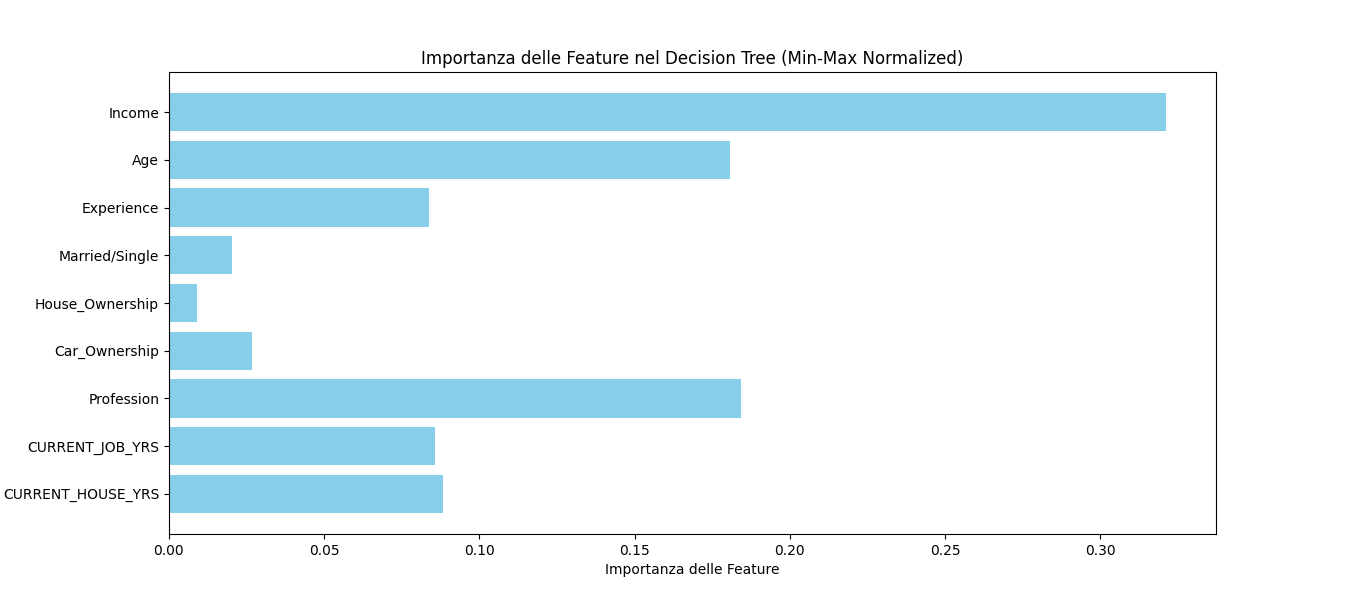 Importanza delle Feature nel Decision Tree (Min-Max Normalized)
Income
Age
Experience
Married/Single
House_Ownership
Car_Ownership
Profession
CURRENT_JOB_YRS
CURRENT_HOUSE_YRS
0.00 0.05 0.10 0.15 0.20 0.25 0.30
Importanza delle Feature